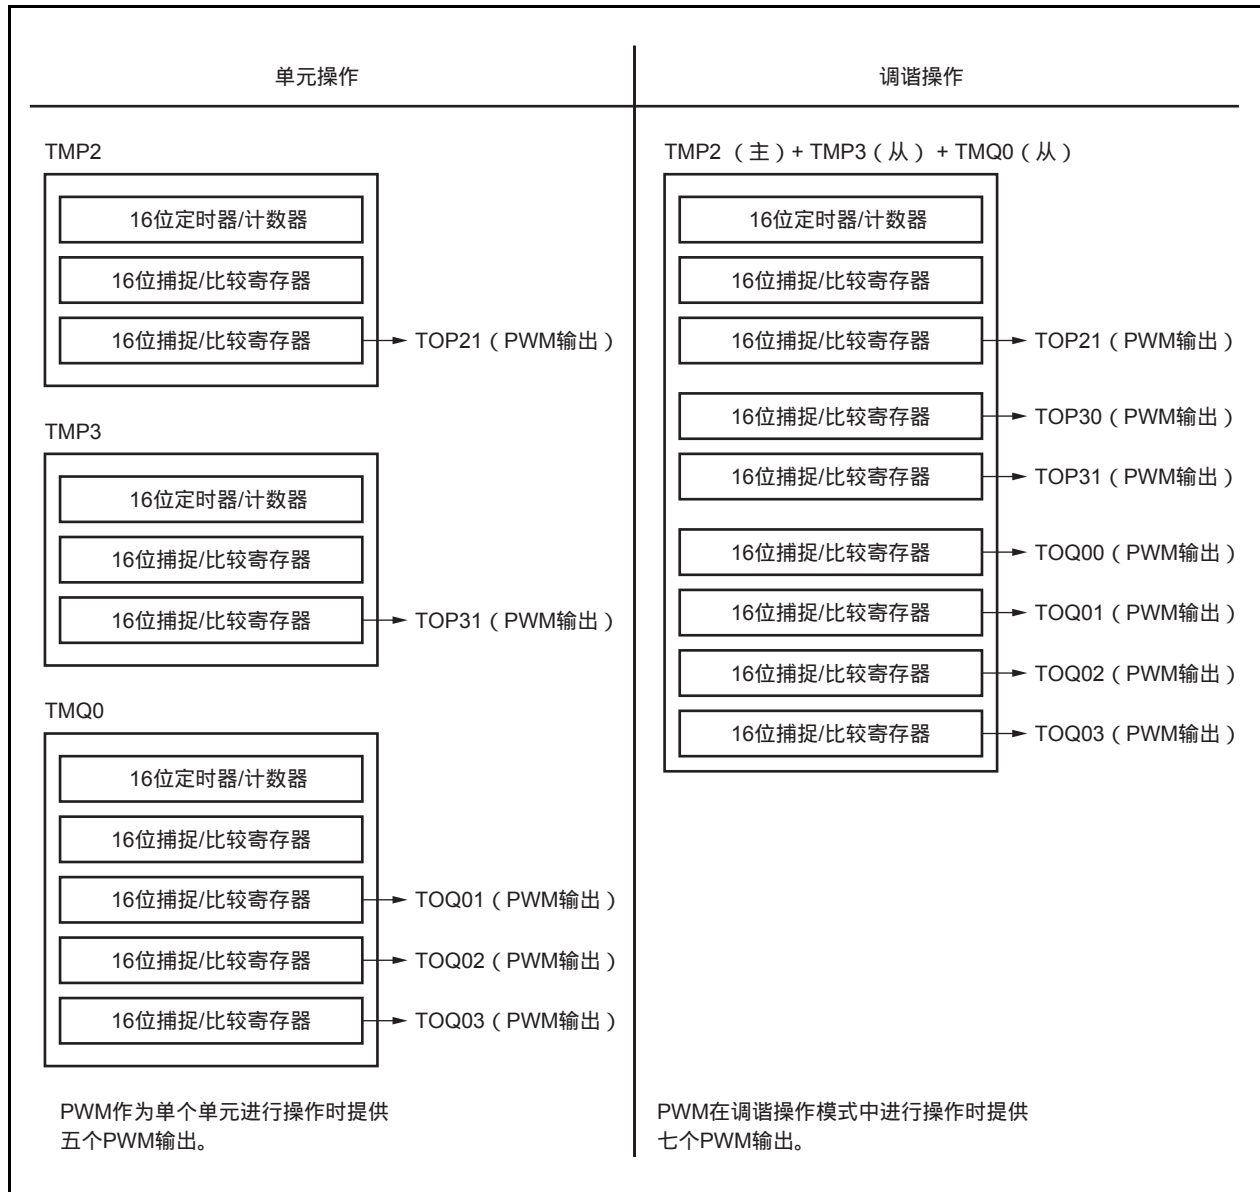 单元操作
TMP2
16位定时器/计数器
16位捕捉/比较寄存器
16位捕捉/比较寄存器
TOP21（PWM输出）
TMP3
16位定时器/计数器
16位捕捉/比较寄存器
16位捕捉/比较寄存器
TOP31（PWM输出）
TMQ0
16位定时器/计数器
16位捕捉/比较寄存器
16位捕捉/比较寄存器
TOQ01（PWM输出）
16位捕捉/比较寄存器
TOQ02（PWM输出）
16位捕捉/比较寄存器
TOQ03（PWM输出）
PWM作为单个单元进行操作时提供
五个PWM输出。
调谐操作
TMP2 （主）+ TMP3（从） + TMQ0（从）
16位定时器/计数器
16位捕捉/比较寄存器
16位捕捉/比较寄存器
TOP21（PWM输出）
16位捕捉/比较寄存器
TOP30（PWM输出）
16位捕捉/比较寄存器
TOP31（PWM输出）
16位捕捉/比较寄存器
TOQ00（PWM输出）
16位捕捉/比较寄存器
TOQ01（PWM输出）
16位捕捉/比较寄存器
TOQ02（PWM输出）
16位捕捉/比较寄存器
TOQ03（PWM输出）
PWM在调谐操作模式中进行操作时提供
七个PWM输出。